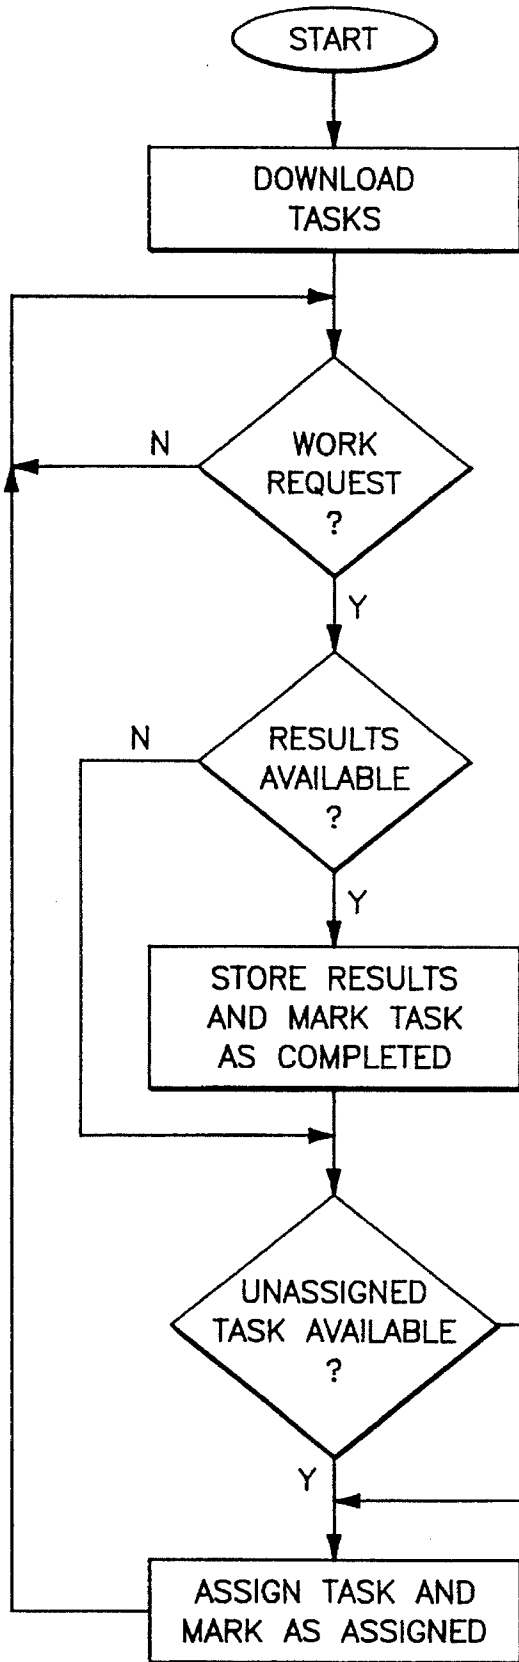 START
DOWNLOAD
TASKS
N
WORK
REQUEST
?
Y
N
RESULTS
AVAILABLE
?
Y
STORE RESULTS
AND MARK TASK
AS COMPLETED
UNASSIGNED
TASK AVAILABLE
?
Y
ASSIGN TASK AND
MARK AS ASSIGNED